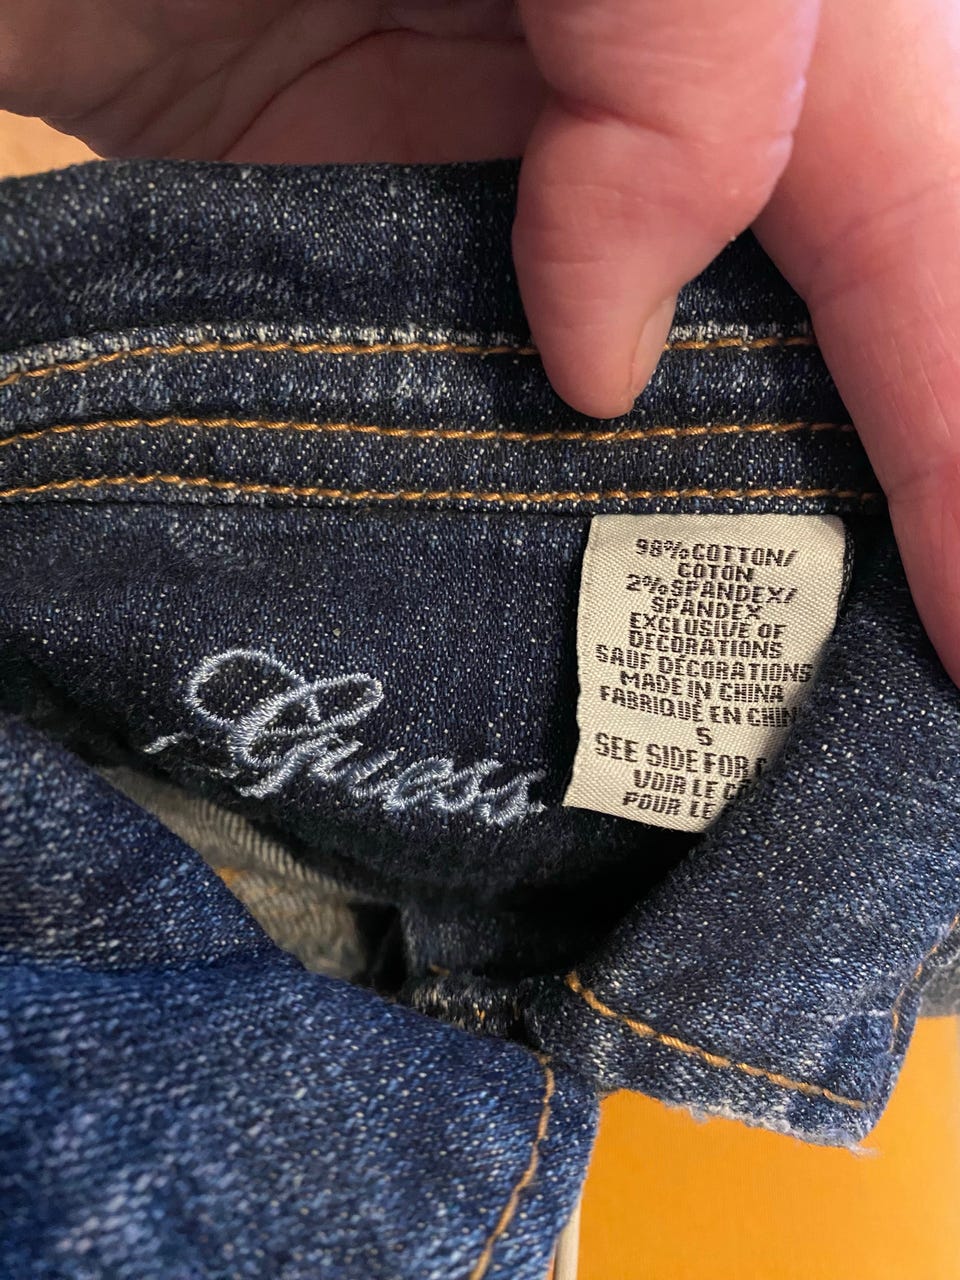 Guess
98% COTTON/
COTON
2% SPANDEX/
SPANDEX
EXCLUSIVE OF
DECORATIONS
SAUF DÉCORATIONS
MADE IN CHINA
FABRIQUÉ EN CHIN
S
SEE SIDE FOR
VOIR LE
POUR LE